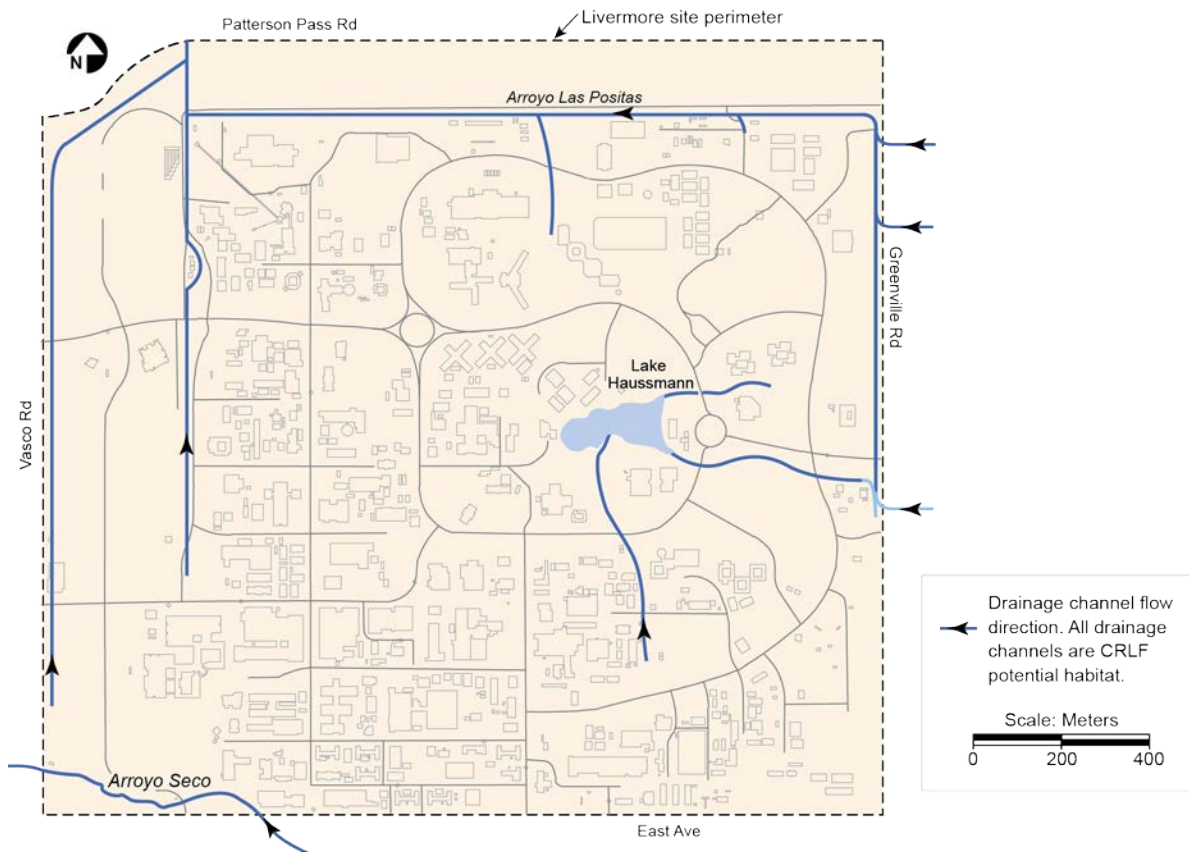 Patterson Pass Rd
Livermore site perimeter
N
Arroyo Las Positas
Greenville Rd
Lake
Haussmann
Vasco Rd
Drainage channel flow
direction. All drainage
channels are CRLF
potential habitat.
Scale: Meters
0 200 400
Arroyo Seco
East Ave